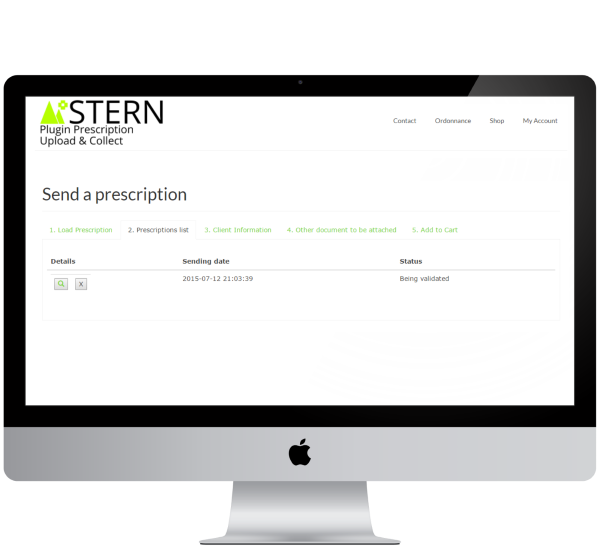 STERN
Plugin Prescription
Upload & Collect
Contact Ordonnance Shop My Account
Send a prescription
1. Load Prescription 2. Prescriptions list 3. Client Information 4. Other document to be attached 5. Add to Cart
Details Sending date Status
X 2015-07-12 21:03:39 Being validated